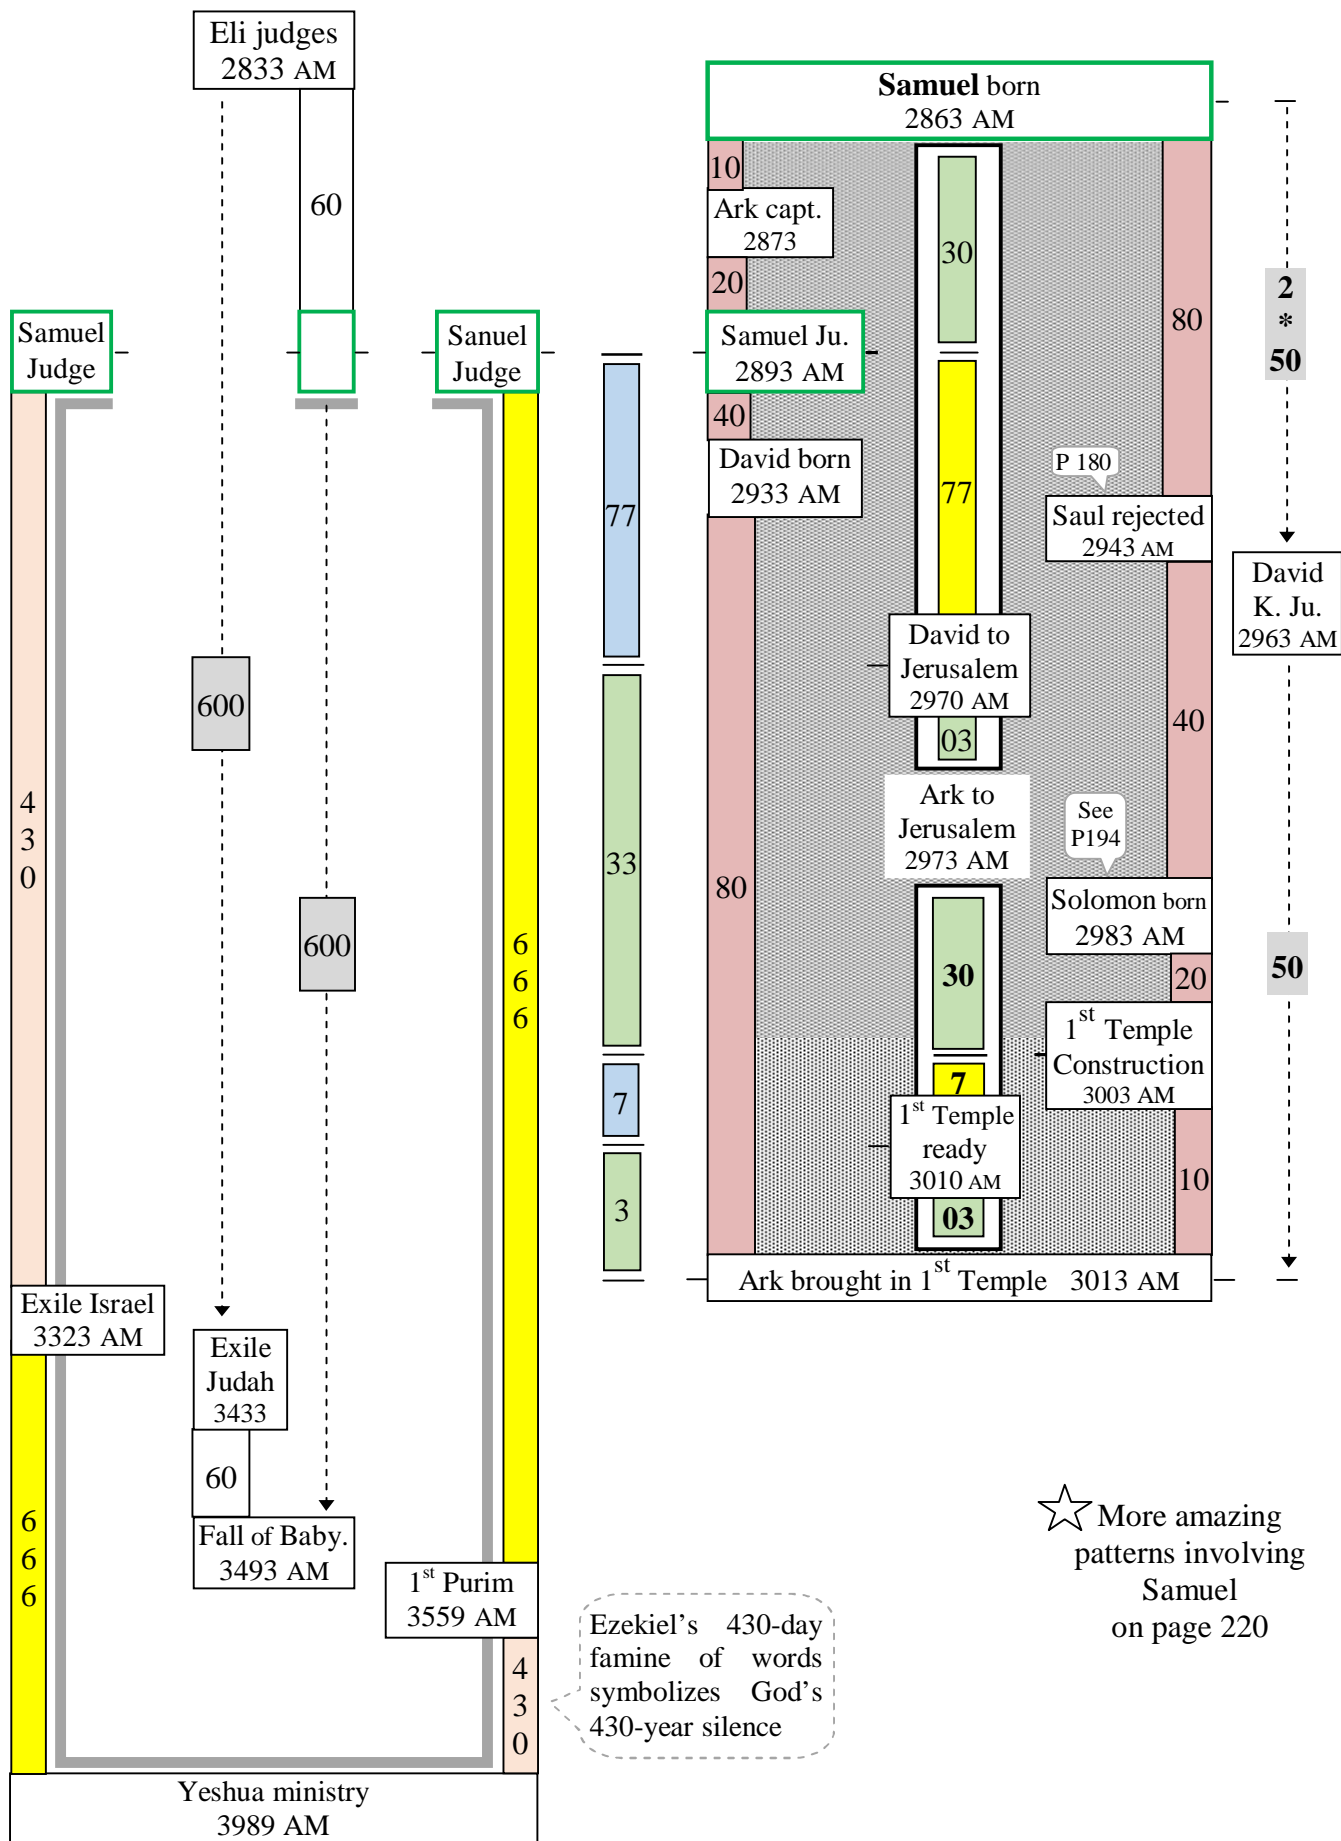 Eli judges
2833 AM
Samuel born
2863 AM
10
Ark capt.
2873
60
30
20
80
2
*
50
Samuel
Judge
Sanuel
Judge
Samuel Ju.
2893 AM
40
David born
2933 AM
77
77
P 180
Saul rejected
2943 AM
David
K. Ju.
2963 AM
David to
Jerusalem
2970 AM
03
600
40
Ark to
Jerusalem
2973 AM
See
P194
4
3
0
33
80
Solomon born
2983 AM
600
6
6
6
30
20
50
1st Temple
Construction
3003 AM
7
7
1st Temple
ready
3010 AM
03
3
10
Ark brought in 1st Temple 3013 AM
Exile Israel
3323 AM
Exile
Judah
3433
60
6
6
6
Fall of Baby.
3493 AM
1st Purim
3559 AM
4
3
0
Ezekiel’s 430-day
famine of words
symbolizes God’s
430-year silence
More amazing
patterns involving
Samuel
on page 220
Yeshua ministry
3989 AM